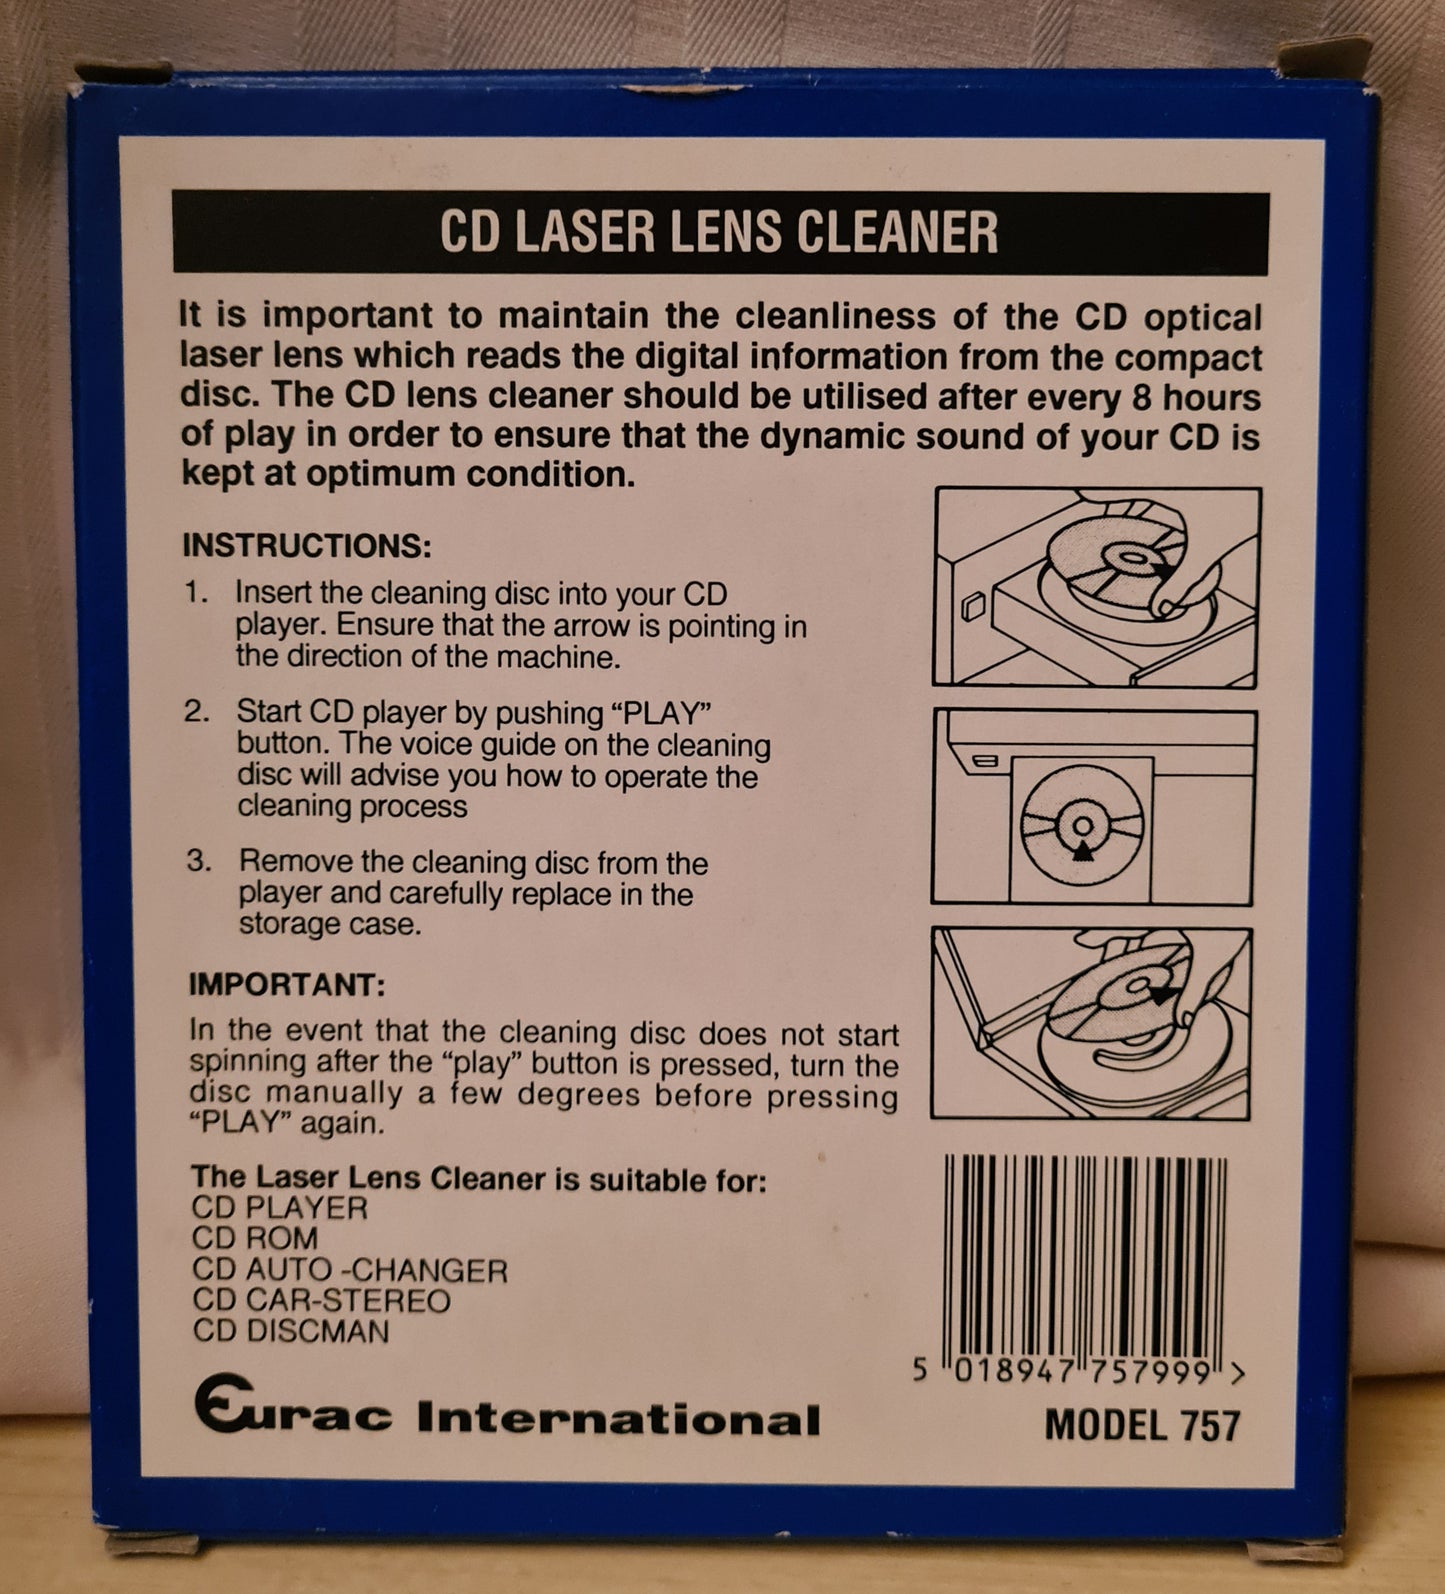 CD LASER LENS CLEANER
It is important to maintain the cleanliness of the CD optical
laser lens which reads the digital information from the compact
disc. The CD lens cleaner should be utilised after every 8 hours
of play in order to ensure that the dynamic sound of your CD is
kept at optimum condition.
INSTRUCTIONS:
1. Insert the cleaning disc into your CD
player. Ensure that the arrow is pointing in
the direction of the machine.
2. Start CD player by pushing “PLAY”
button. The voice guide on the cleaning
disc will advise you how to operate the
cleaning process
3. Remove the cleaning disc from the
player and carefully replace in the
storage case.
IMPORTANT:
In the event that the cleaning disc does not start
spinning after the “play” button is pressed, turn the
disc manually a few degrees before pressing
“PLAY” again.
The Laser Lens Cleaner is suitable for:
CD PLAYER
CD ROM
CD AUTO -CHANGER
CD CAR-STEREO
CD DISCMAN
Eurac International
5 018947 757999 >
MODEL 757